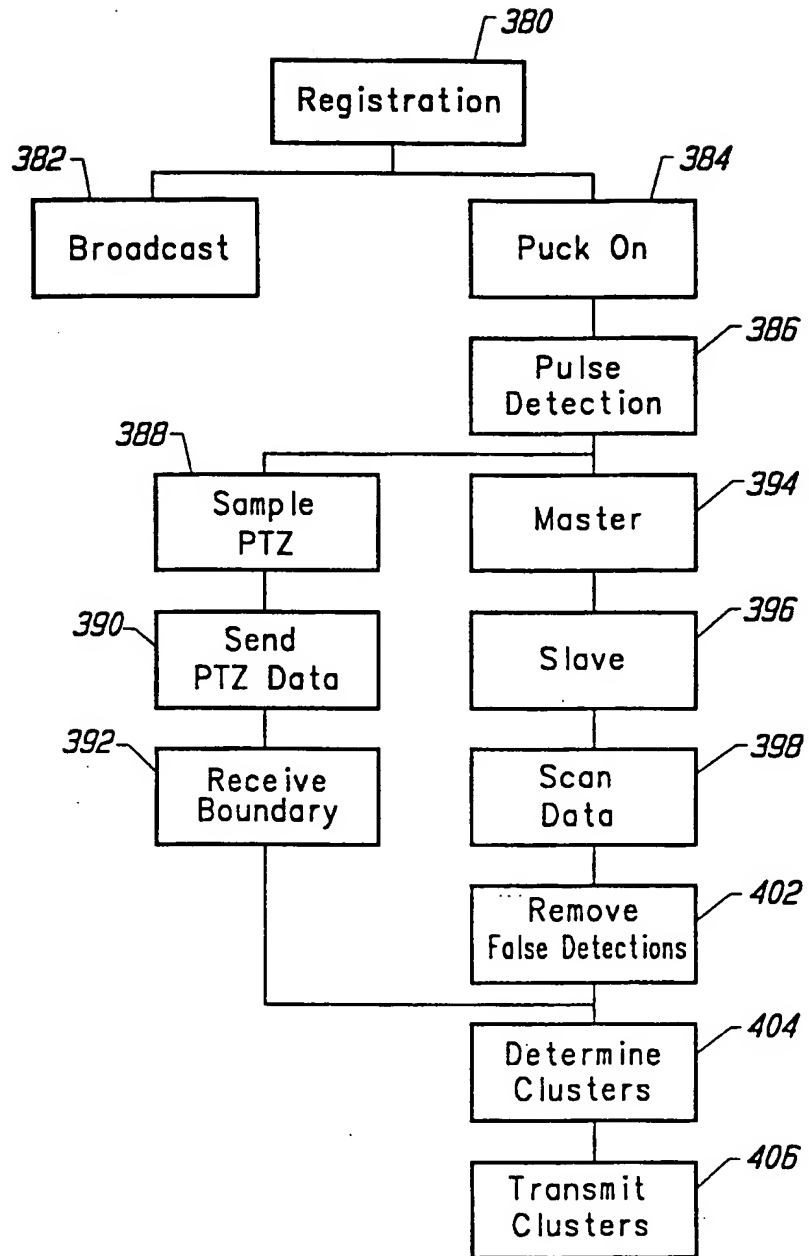 380
Registration
382
384
Broadcast
Puck On
386
Pulse
Detection
388
394
Sample
PTZ
Master
390
396
Send
PTZ Data
Slave
392
398
Receive
Boundary
Scan
Data
402
Remove
False Detections
404
Determine
Clusters
406
Transmit
Clusters